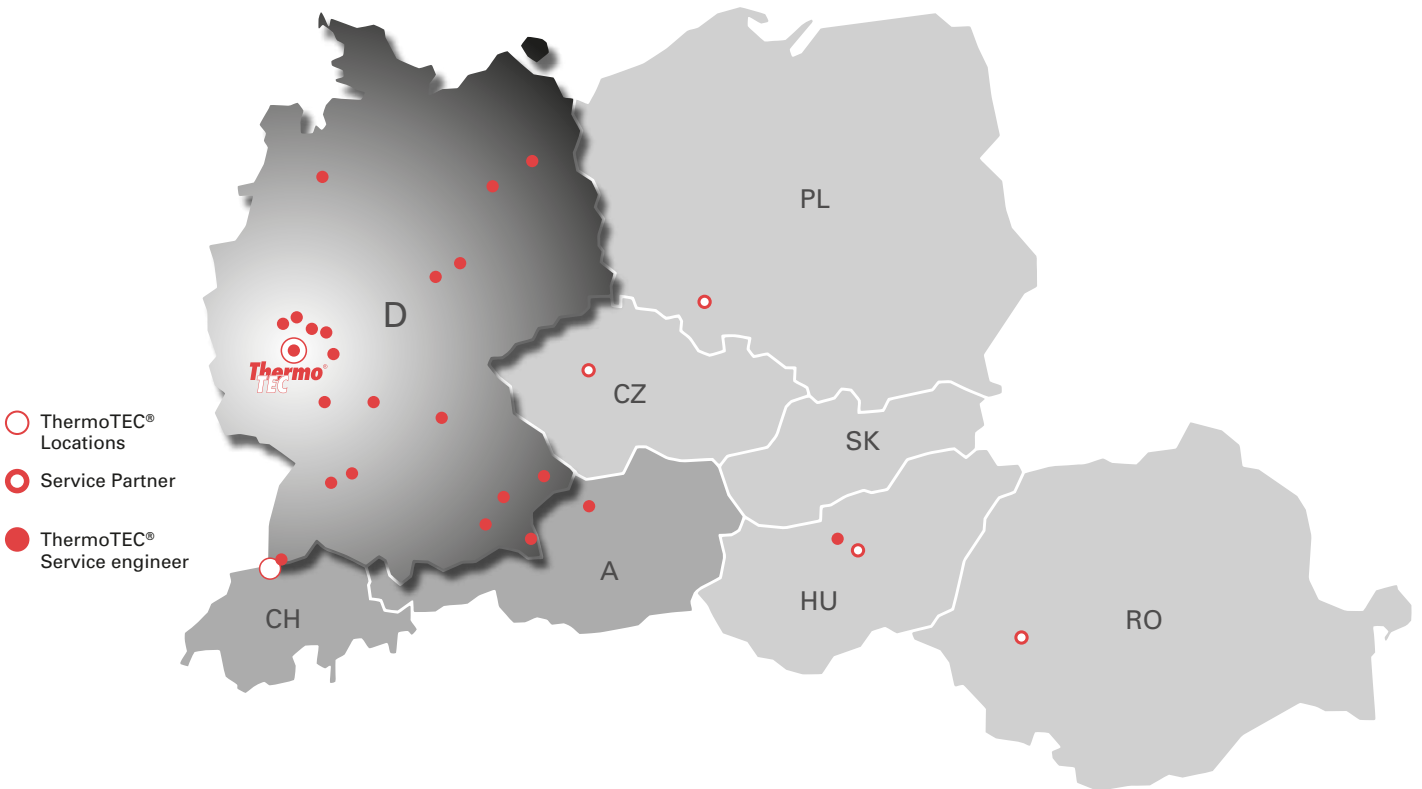 PL
D
Thermo®
TEC
CZ
ThermoTEC®
Locations
SK
Service Partner
ThermoTEC®
Service engineer
A
HU
CH
RO